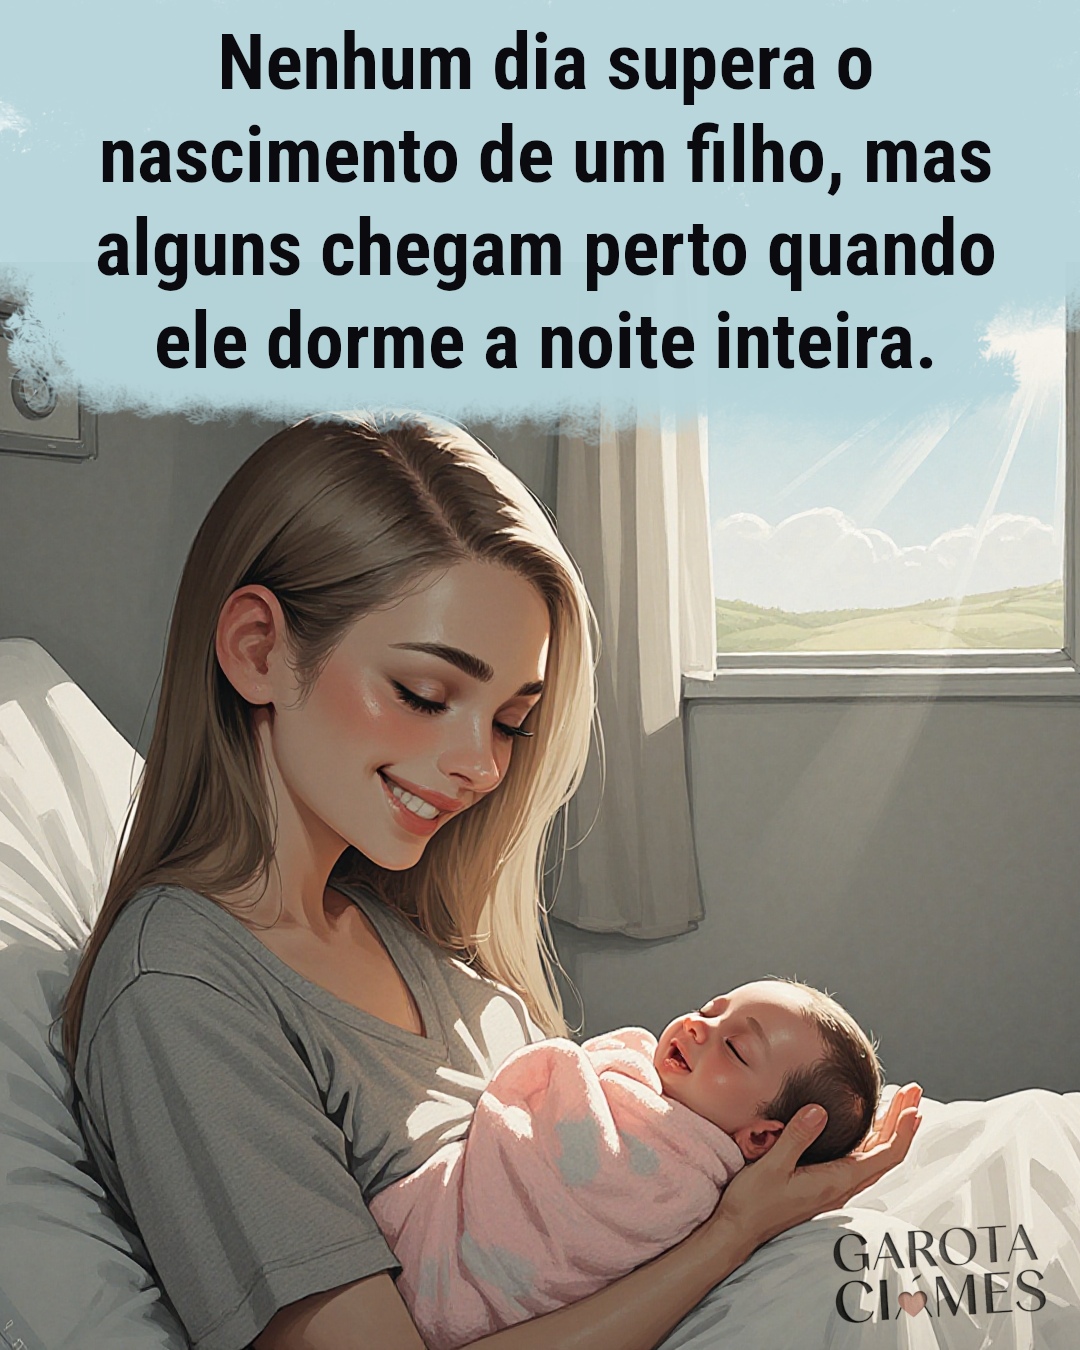 Nenhum dia supera o
nascimento de um filho, mas
alguns chegam perto quando
ele dorme a noite inteira.
GAROTA
CIÚMES